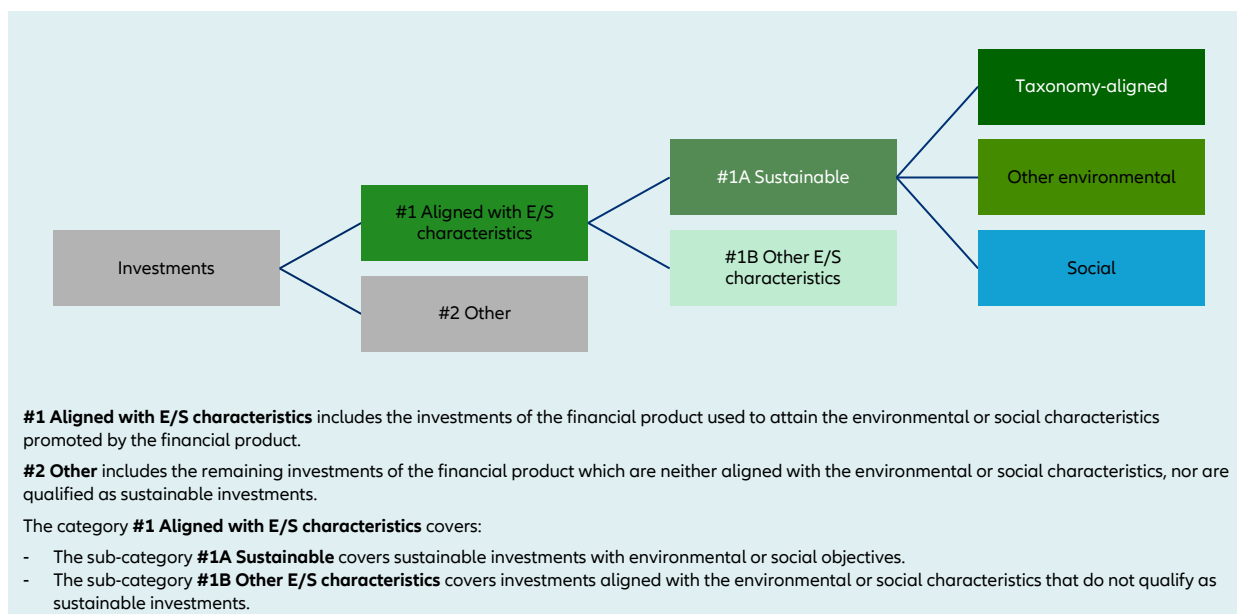 Taxonomy-aligned
#1A Sustainable
Other environmental
#1 Aligned with E/S
characteristics
#1B Other E/S
characteristics
Investments
Social
#2 Other
#1 Aligned with E/S characteristics includes the investments of the financial product used to attain the environmental or social characteristics
promoted by the financial product.
#2 Other includes the remaining investments of the financial product which are neither aligned with the environmental or social characteristics, nor are
qualified as sustainable investments.
The category #1 Aligned with E/S characteristics covers:
- The sub-category #1A Sustainable covers sustainable investments with environmental or social objectives.
- The sub-category #1B Other E/S characteristics covers investments aligned with the environmental or social characteristics that do not qualify as
sustainable investments.